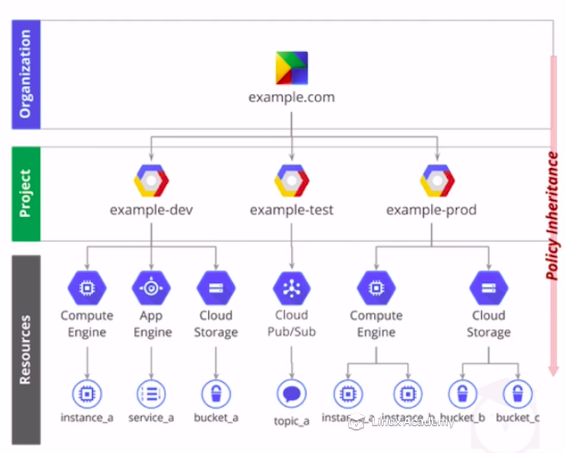 Organization
example.com
Project
example-dev
example-test
example-prod
Policy Inheritance
Resources
Compute
Engine
App
Engine
Cloud
Storage
Cloud
Pub/Sub
Compute
Engine
Cloud
Storage
instance_a
service_a
bucket_a
topic_a
instance_b
bucket_b
bucket_c
Linux Academy